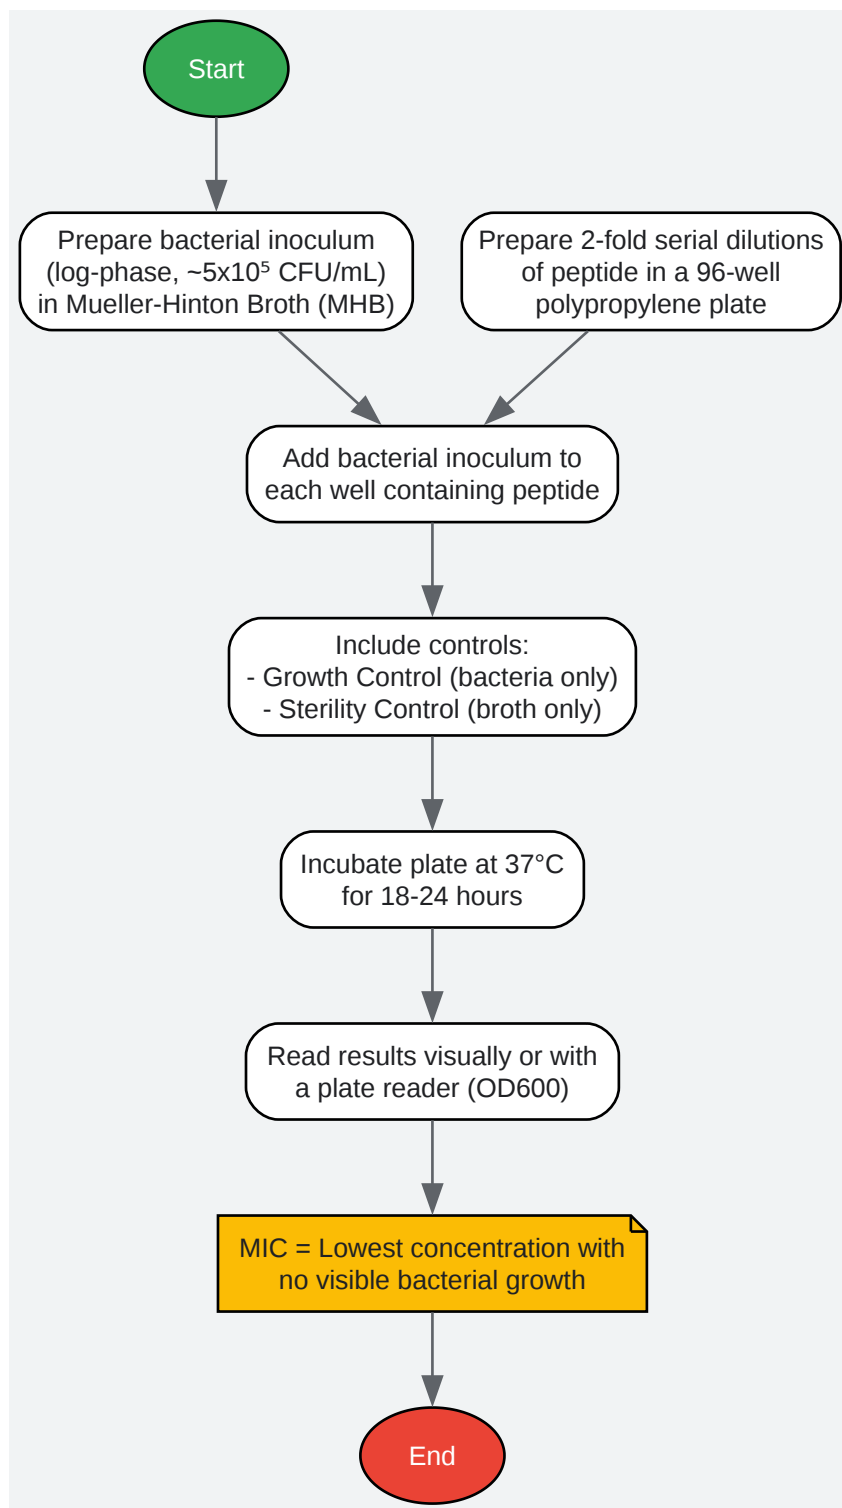 Start
Prepare bacterial inoculum
(log-phase, ~5x10⁵ CFU/mL)
in Mueller-Hinton Broth (MHB)
Prepare 2-fold serial dilutions
of peptide in a 96-well
polypropylene plate
Add bacterial inoculum to
each well containing peptide
Include controls:
- Growth Control (bacteria only)
- Sterility Control (broth only)
Incubate plate at 37°C
for 18-24 hours
Read results visually or with
a plate reader (OD600)
MIC = Lowest concentration with
no visible bacterial growth
End